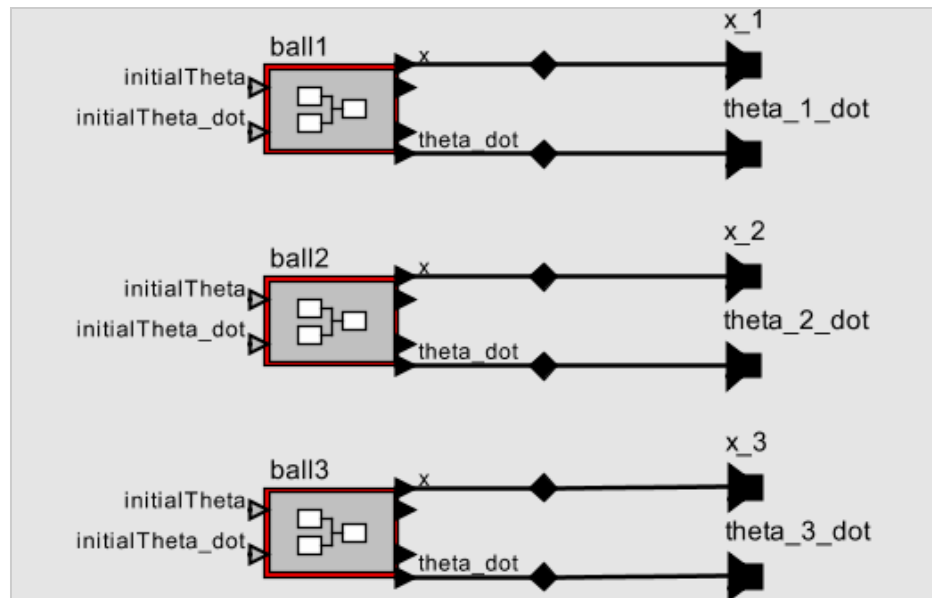 x_1
ball1
x
initialTheta
theta_1_dot
initialTheta_dot
theta_dot
x_2
ball2
x
initialTheta
theta_2_dot
initialTheta_dot
theta_dot
x_3
ball3
x
initialTheta
theta_3_dot
initialTheta_dot
theta_dot